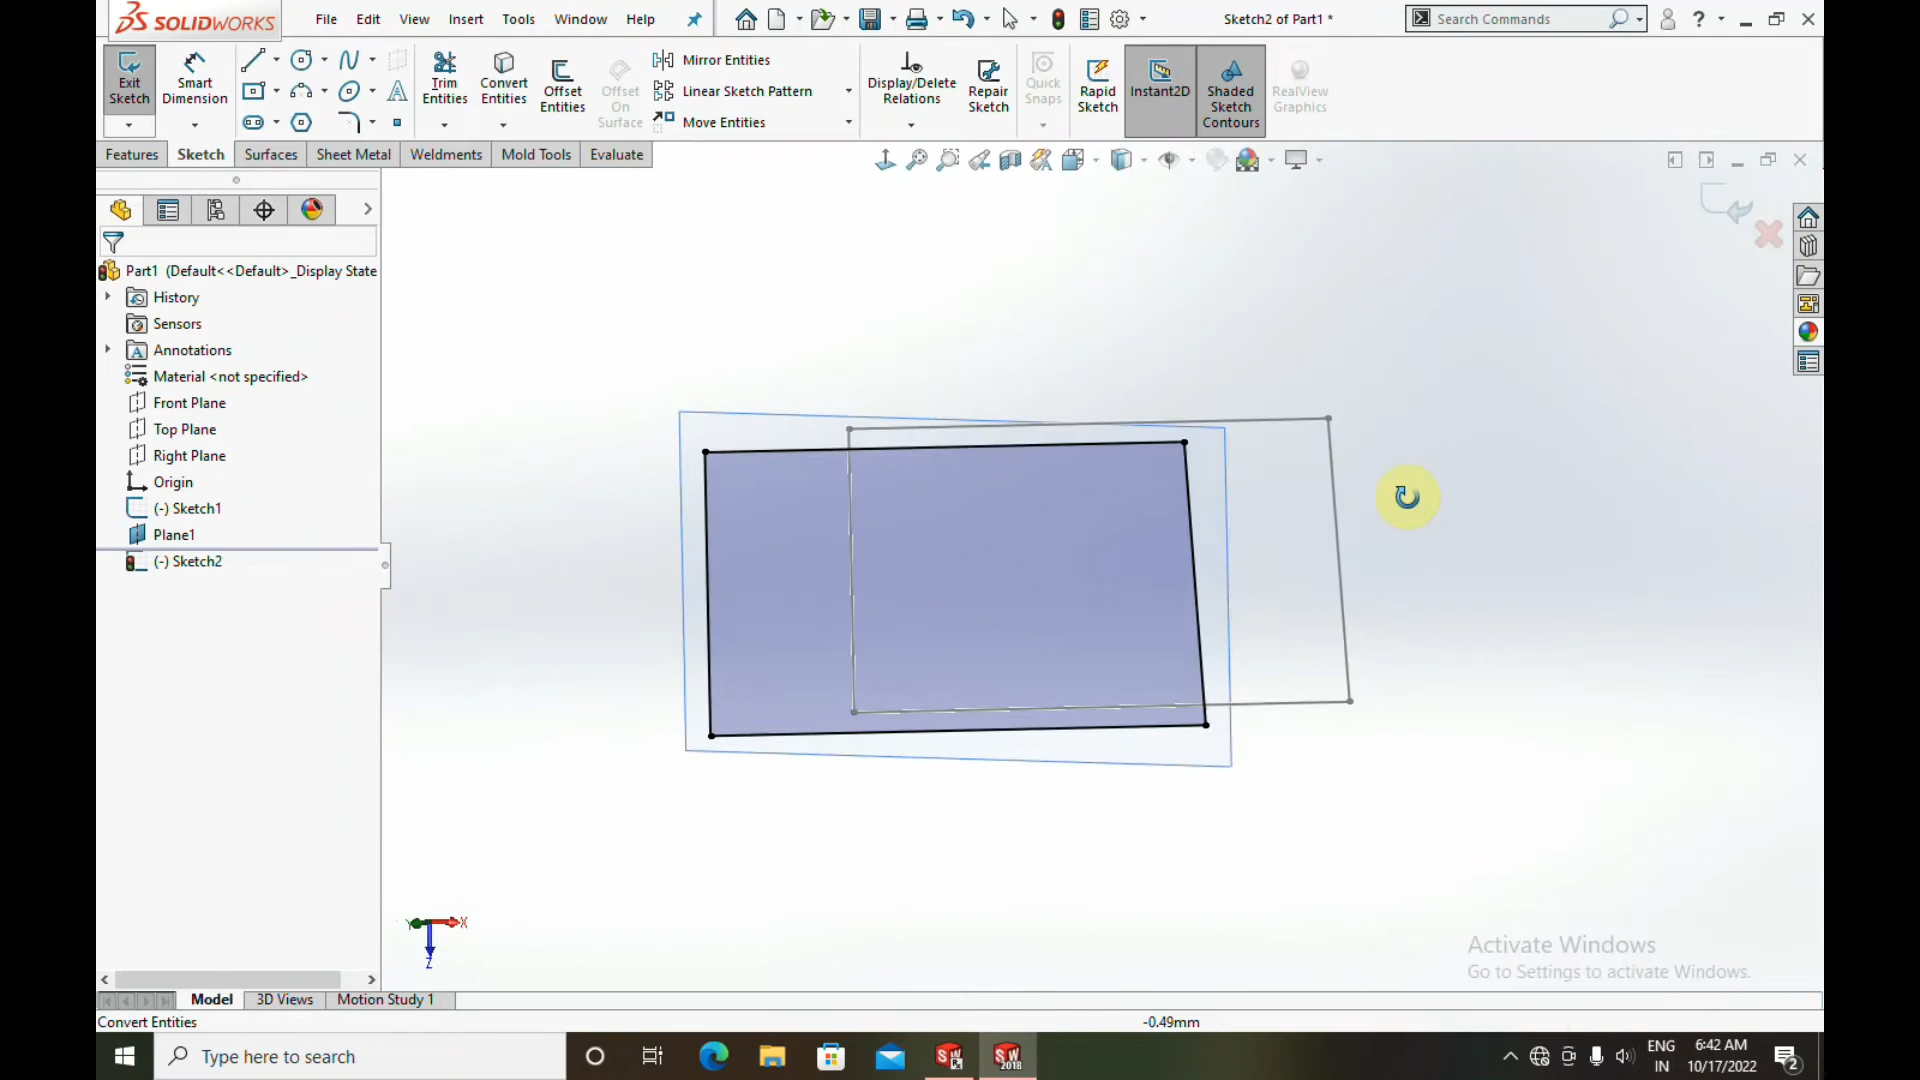 SOLIDWORKS
File Edit View Insert Tools Window Help
Sketch2 of Part1 *
Search Commands
?
Exit Sketch
Smart Dimension
Trim Entities
Convert Entities
Offset Entities
Offset On Surface
Mirror Entities
Linear Sketch Pattern
Move Entities
Display/Delete Relations
Repair Sketch
Quick Snaps
Rapid Sketch
Instant2D
Shaded Sketch Contours
RealView Graphics
Features Sketch Surfaces Sheet Metal Weldments Mold Tools Evaluate
Part1 (Default<<Default>_Display State
History
Sensors
Annotations
Material <not specified>
Front Plane
Top Plane
Right Plane
Origin
(-) Sketch1
Plane1
(-) Sketch2
Y X
Z
Activate Windows
Go to Settings to activate Windows.
Model 3D Views Motion Study 1
Convert Entities
-0.49mm
Type here to search
SW
SW 2018
ENG
IN
6:42 AM
10/17/2022
2